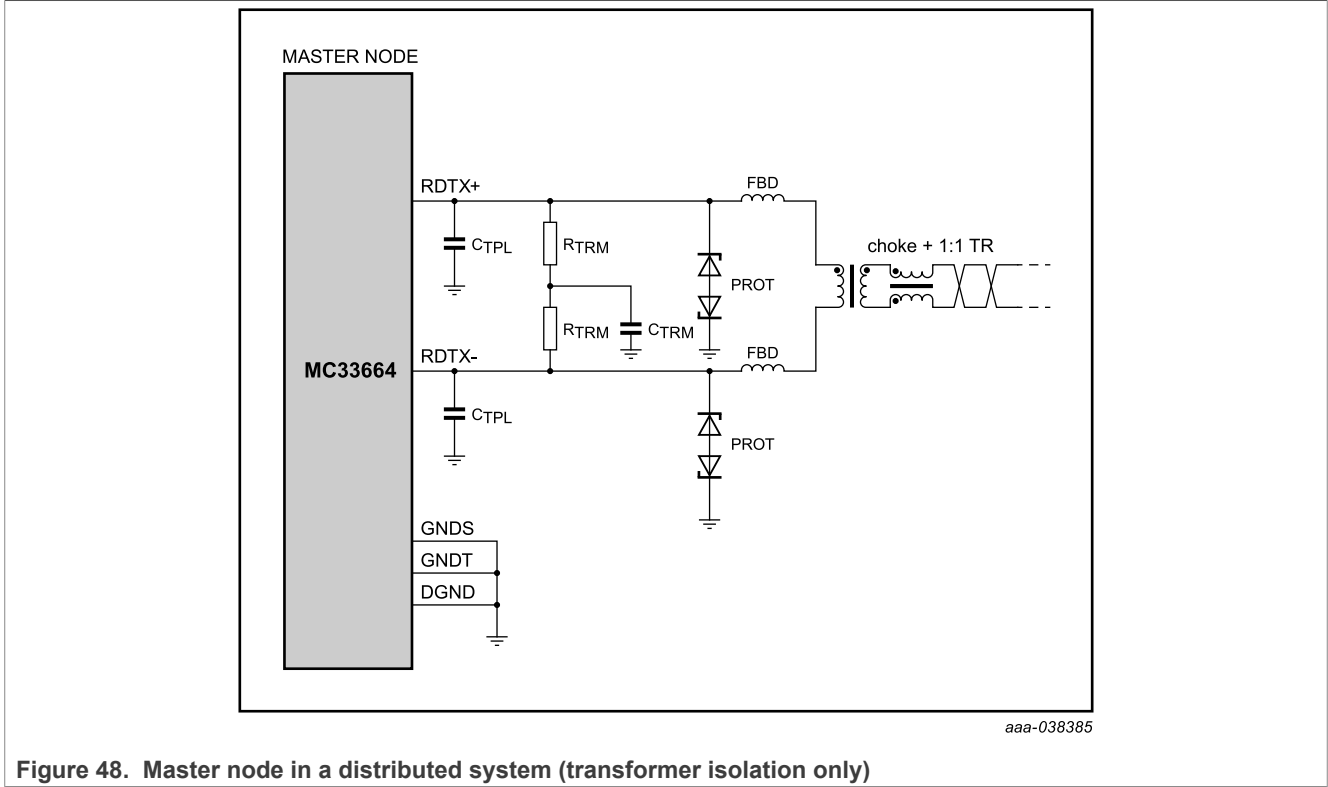 MASTER NODE
RDTX+
FBD
choke + 1:1 TR
CTPL
RTRM
PROT
RTRM
CTRM
RDTX-
FBD
MC33664
CTPL
PROT
GNDS
GNDT
DGND
aaa-038385
Figure 48. Master node in a distributed system (transformer isolation only)